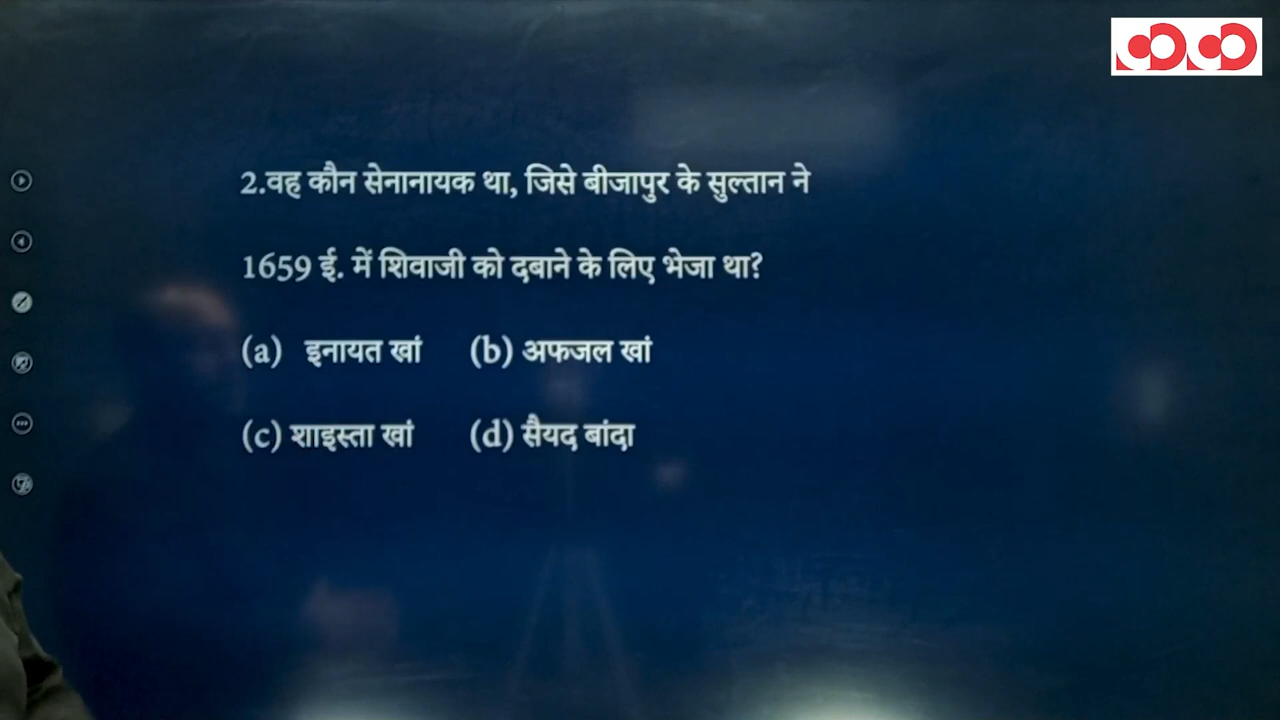 2.वह कौन सेनानायक था, जिसे बीजापुर के सुल्तान ने
1659 ई. में शिवाजी को दबाने के लिए भेजा था?
(a) इनायत खां (b) अफजल खां
(c) शाइस्ता खां (d) सैयद बांदा